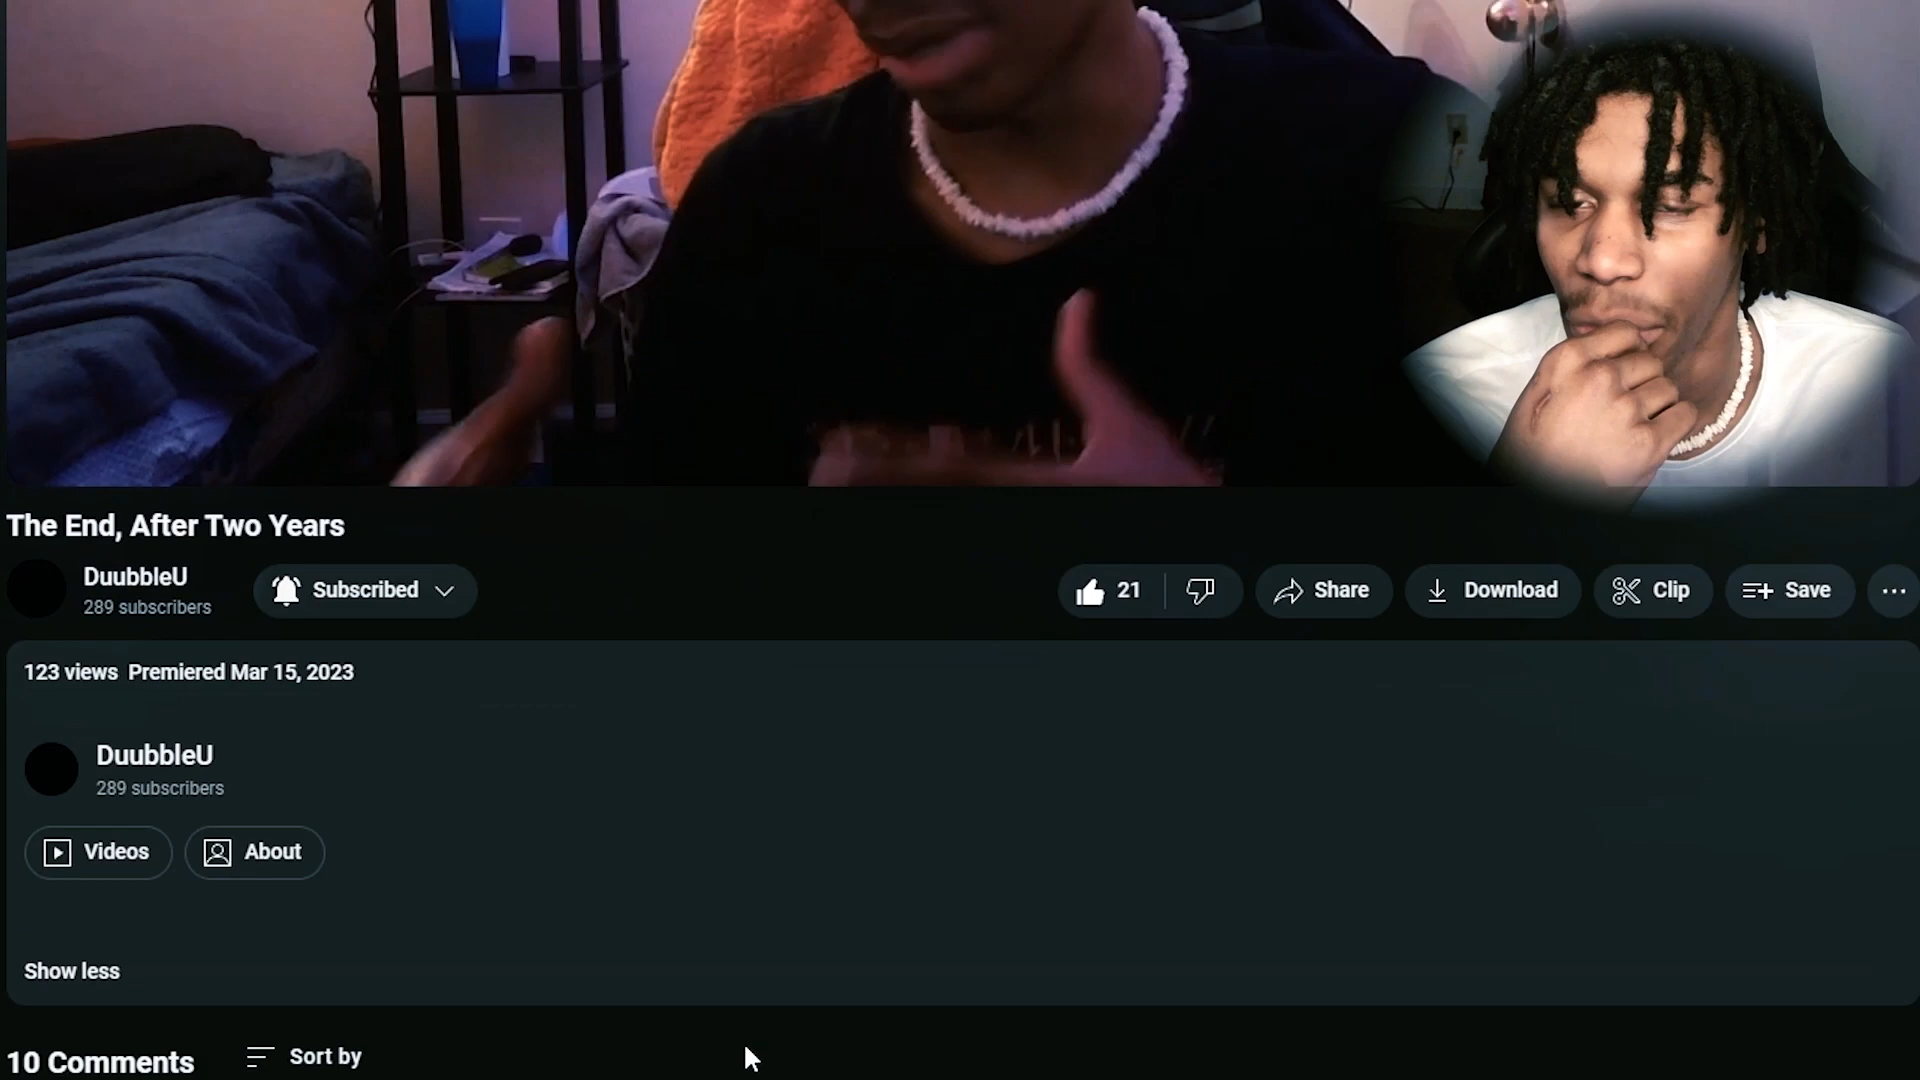 The End, After Two Years
DuubbleU
289 subscribers
Subscribed
21
Share
Download
Clip
Save
123 views Premiered Mar 15, 2023
DuubbleU
289 subscribers
Videos
About
Show less
10 Comments
Sort by